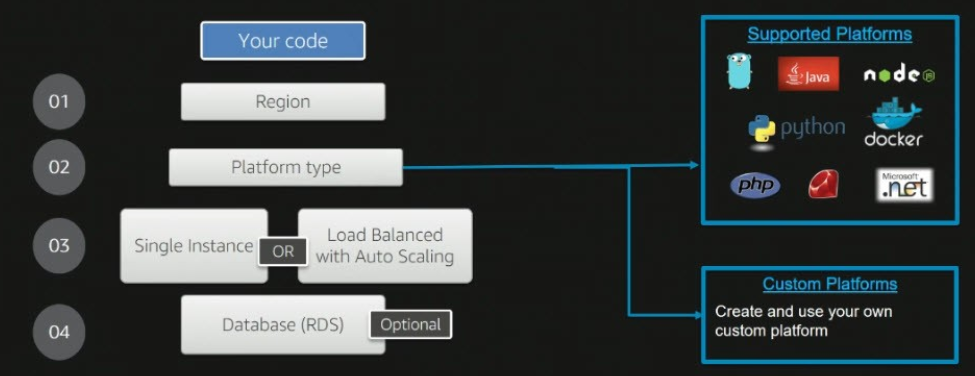 Your code
01
Region
02
Platform type
03
Single Instance
OR
Load Balanced
with Auto Scaling
04
Database (RDS)
Optional
Supported Platforms
Java
node
JS
python
docker
php
Microsoft
.net
Custom Platforms
Create and use your own
custom platform